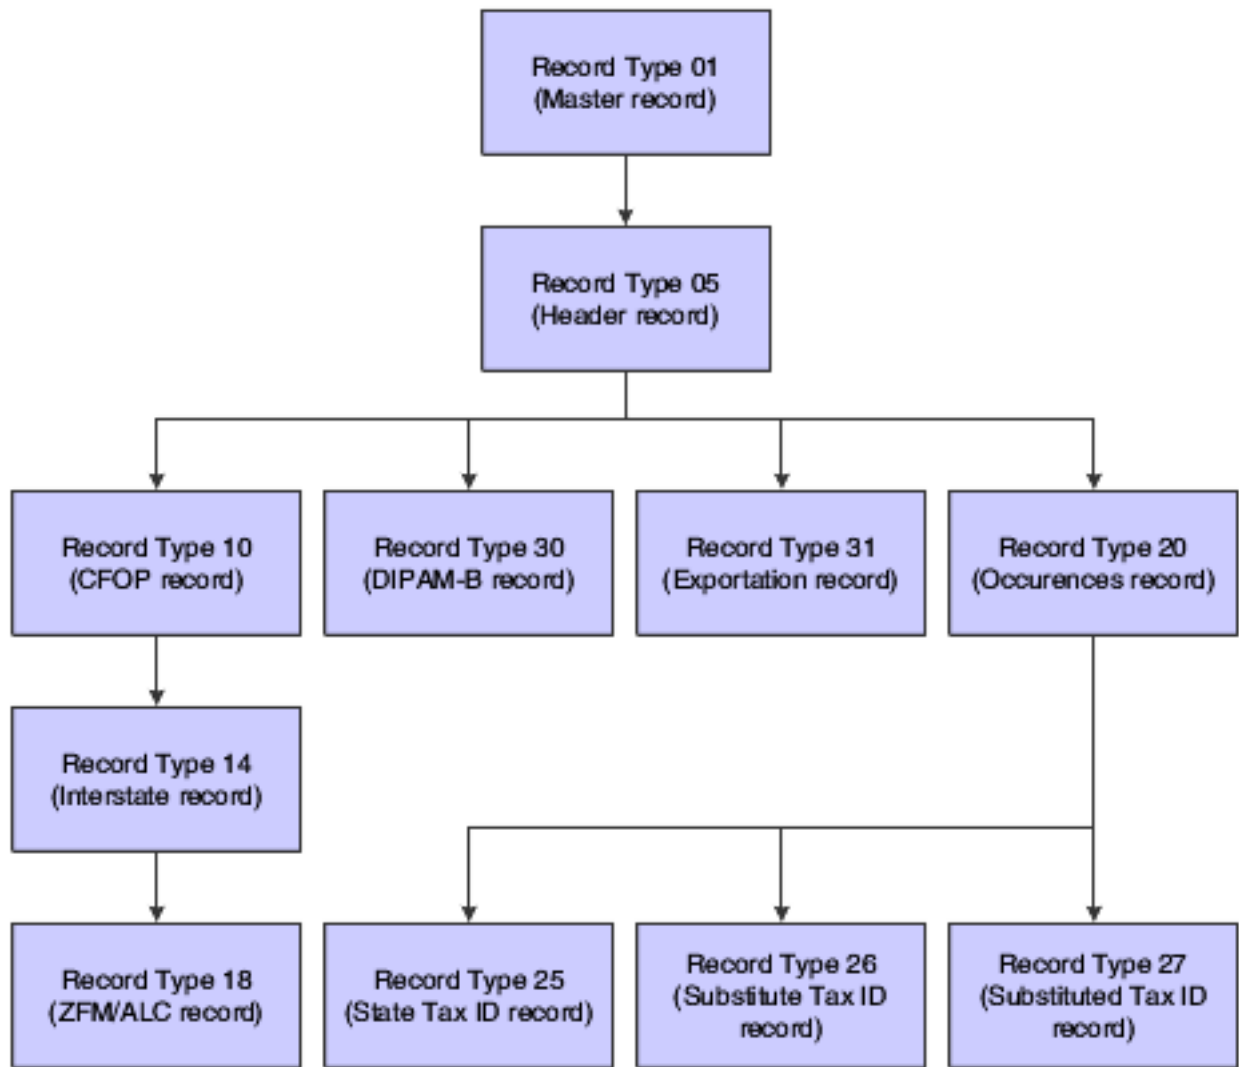 Record Type 01
(Master record)
Record Type 05
(Header record)
Record Type 10
(CFOP record)
Record Type 30
(DIPAM-B record)
Record Type 31
(Exportation record)
Record Type 20
(Occurences record)
Record Type 14
(Interstate record)
Record Type 18
(ZFM/ALC record)
Record Type 25
(State Tax ID record)
Record Type 26
(Substitute Tax ID
record)
Record Type 27
(Substituted Tax ID
record)